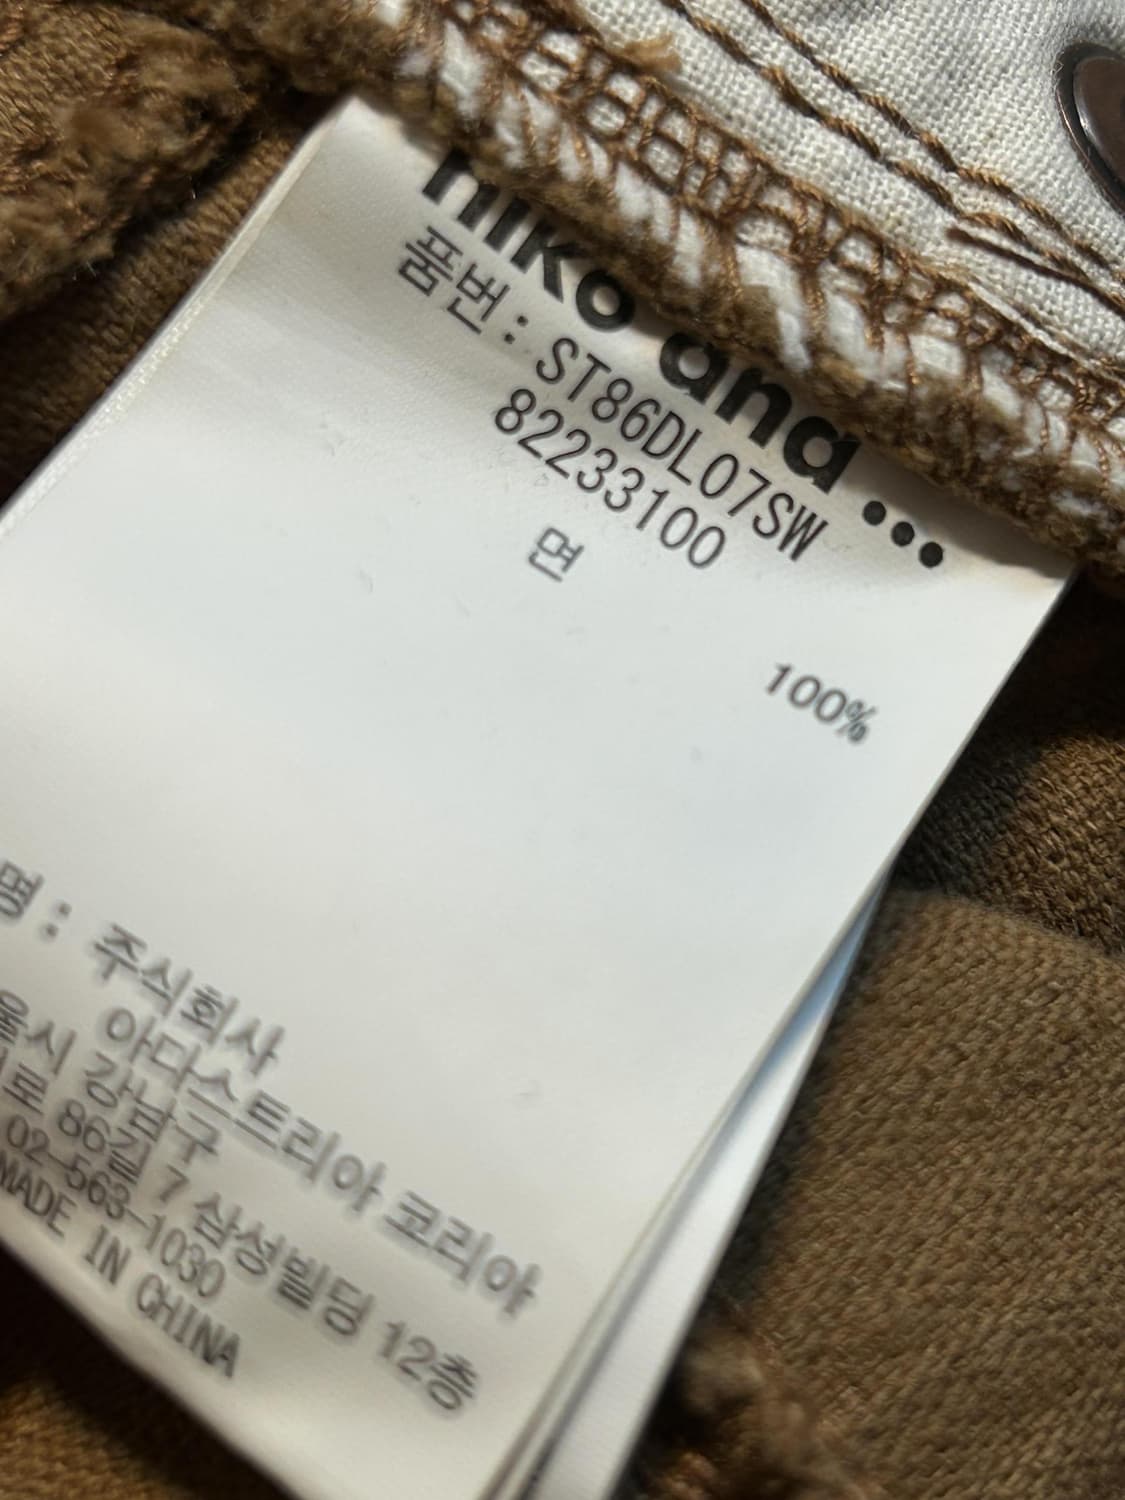 niko and ...
품번 : ST86DL07SW
82233100
면 100%
명 : 주식회사
아다스트리아 코리아
울시 강남구
로 86길 7 삼성빌딩 12층
02-563-1030
MADE IN CHINA